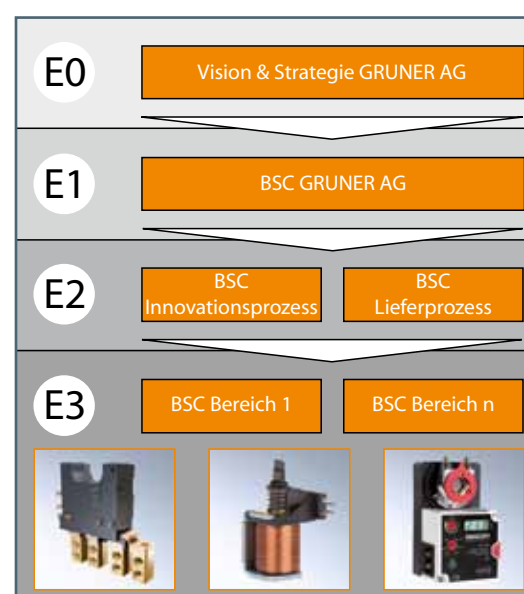 E0
Vision & Strategie GRUNER AG
E1
BSC GRUNER AG
E2
BSC
Innovationsprozess
BSC
Lieferprozess
E3
BSC Bereich 1
BSC Bereich n